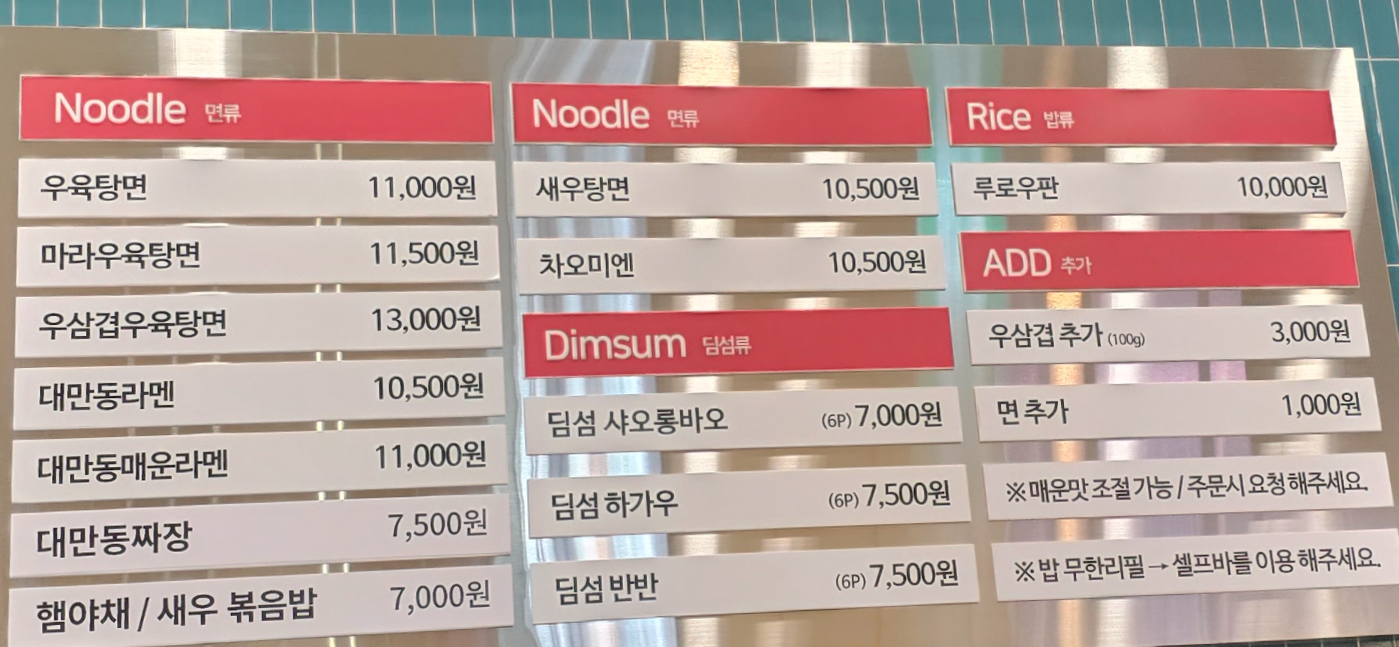 Noodle 면류
우육탕면 11,000원
마라우육탕면 11,500원
우삼겹우육탕면 13,000원
대만동라멘 10,500원
대만동매운라멘 11,000원
대만동짜장 7,500원
햄야채 / 새우 볶음밥 7,000원
Noodle 면류
새우탕면 10,500원
차오미엔 10,500원
Dimsum 딤섬류
딤섬 샤오롱바오 (6P) 7,000원
딤섬 하가우 (6P) 7,500원
딤섬 반반 (6P) 7,500원
Rice 밥류
루로우판 10,000원
ADD 추가
우삼겹 추가 (100g) 3,000원
면 추가 1,000원
※ 매운맛 조절 가능 / 주문시 요청 해주세요.
※ 밥 무한리필 → 셀프바를 이용 해주세요.